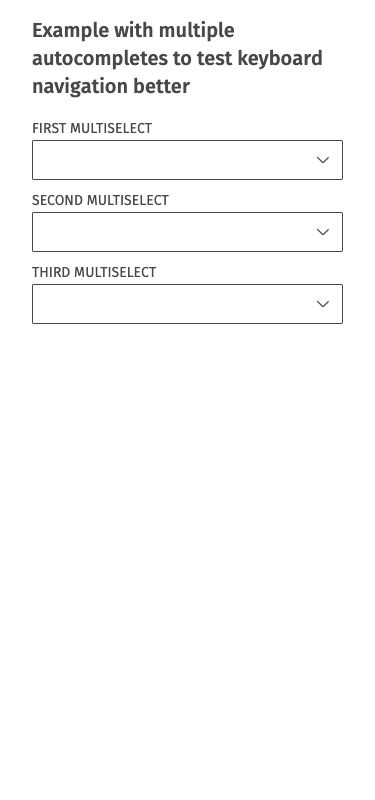 Example with multiple
autocompletes to test keyboard
navigation better
FIRST MULTISELECT
SECOND MULTISELECT
THIRD MULTISELECT